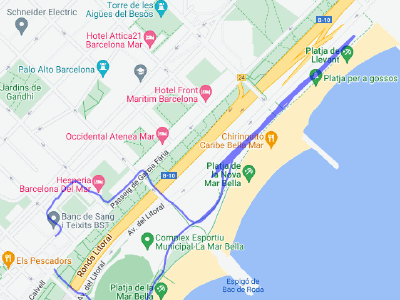 Torre de les
Aigües del Besòs
Schneider Electric
B-10
Hotel Attica21
Barcelona Mar
Platja de
Llevant
Palo Alto Barcelona
24
Platja per a gossos
Jardins de
Gandhi
Hotel Front
Marítim Barcelona
Occidental Atenea Mar
Chiringuito
Caribe Bella Mar
Passeig de Garcia Fària
Platja de
la Nova
Mar Bella
B-10
Hesperia
Barcelona Del Mar
Av. del Litoral
Banc de Sang
i Teixits BST
Ronda Litoral
Av. del Litoral
Complex Esportiu
Municipal La Mar Bella
Els Pescadors
Calvell
Platja de la
la Mar Bella
Espigó de
Bac de Roda